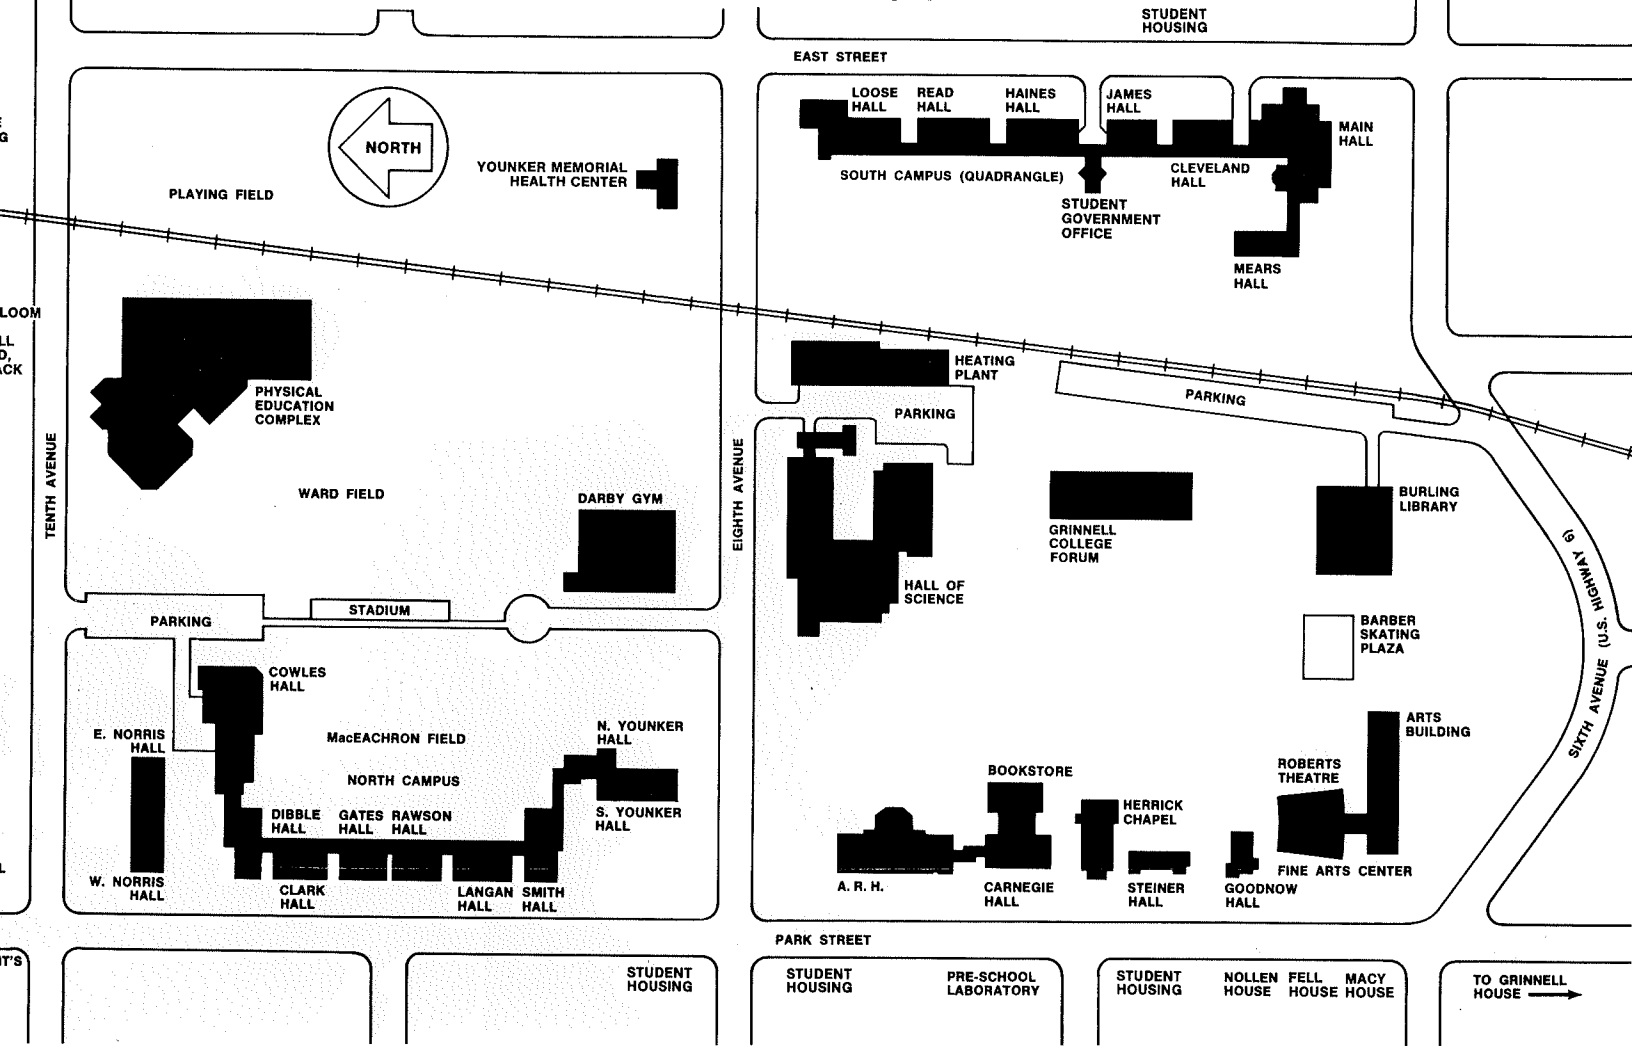 STUDENT
HOUSING
EAST STREET
LOOSE
HALL
READ
HALL
HAINES
HALL
JAMES
HALL
MAIN
HALL
NORTH
YOUNKER MEMORIAL
HEALTH CENTER
PLAYING FIELD
SOUTH CAMPUS (QUADRANGLE)
CLEVELAND
HALL
STUDENT
GOVERNMENT
OFFICE
MEARS
HALL
LOOM
LL
D,
ACK
HEATING
PLANT
PARKING
PARKING
PHYSICAL
EDUCATION
COMPLEX
TENTH AVENUE
WARD FIELD
DARBY GYM
EIGHTH AVENUE
GRINNELL
COLLEGE
FORUM
BURLING
LIBRARY
HALL OF
SCIENCE
SIXTH AVENUE (U.S. HIGHWAY 6)
PARKING
STADIUM
BARBER
SKATING
PLAZA
COWLES
HALL
E. NORRIS
HALL
MacEACHRON FIELD
NORTH CAMPUS
N. YOUNKER
HALL
S. YOUNKER
HALL
DIBBLE
HALL
GATES
HALL
RAWSON
HALL
BOOKSTORE
HERRICK
CHAPEL
ROBERTS
THEATRE
ARTS
BUILDING
W. NORRIS
HALL
CLARK
HALL
LANGAN
HALL
SMITH
HALL
A. R. H.
CARNEGIE
HALL
STEINER
HALL
GOODNOW
HALL
FINE ARTS CENTER
PARK STREET
IT'S
STUDENT
HOUSING
STUDENT
HOUSING
PRE-SCHOOL
LABORATORY
STUDENT
HOUSING
NOLLEN
HOUSE
FELL
HOUSE
MACY
HOUSE
TO GRINNELL
HOUSE